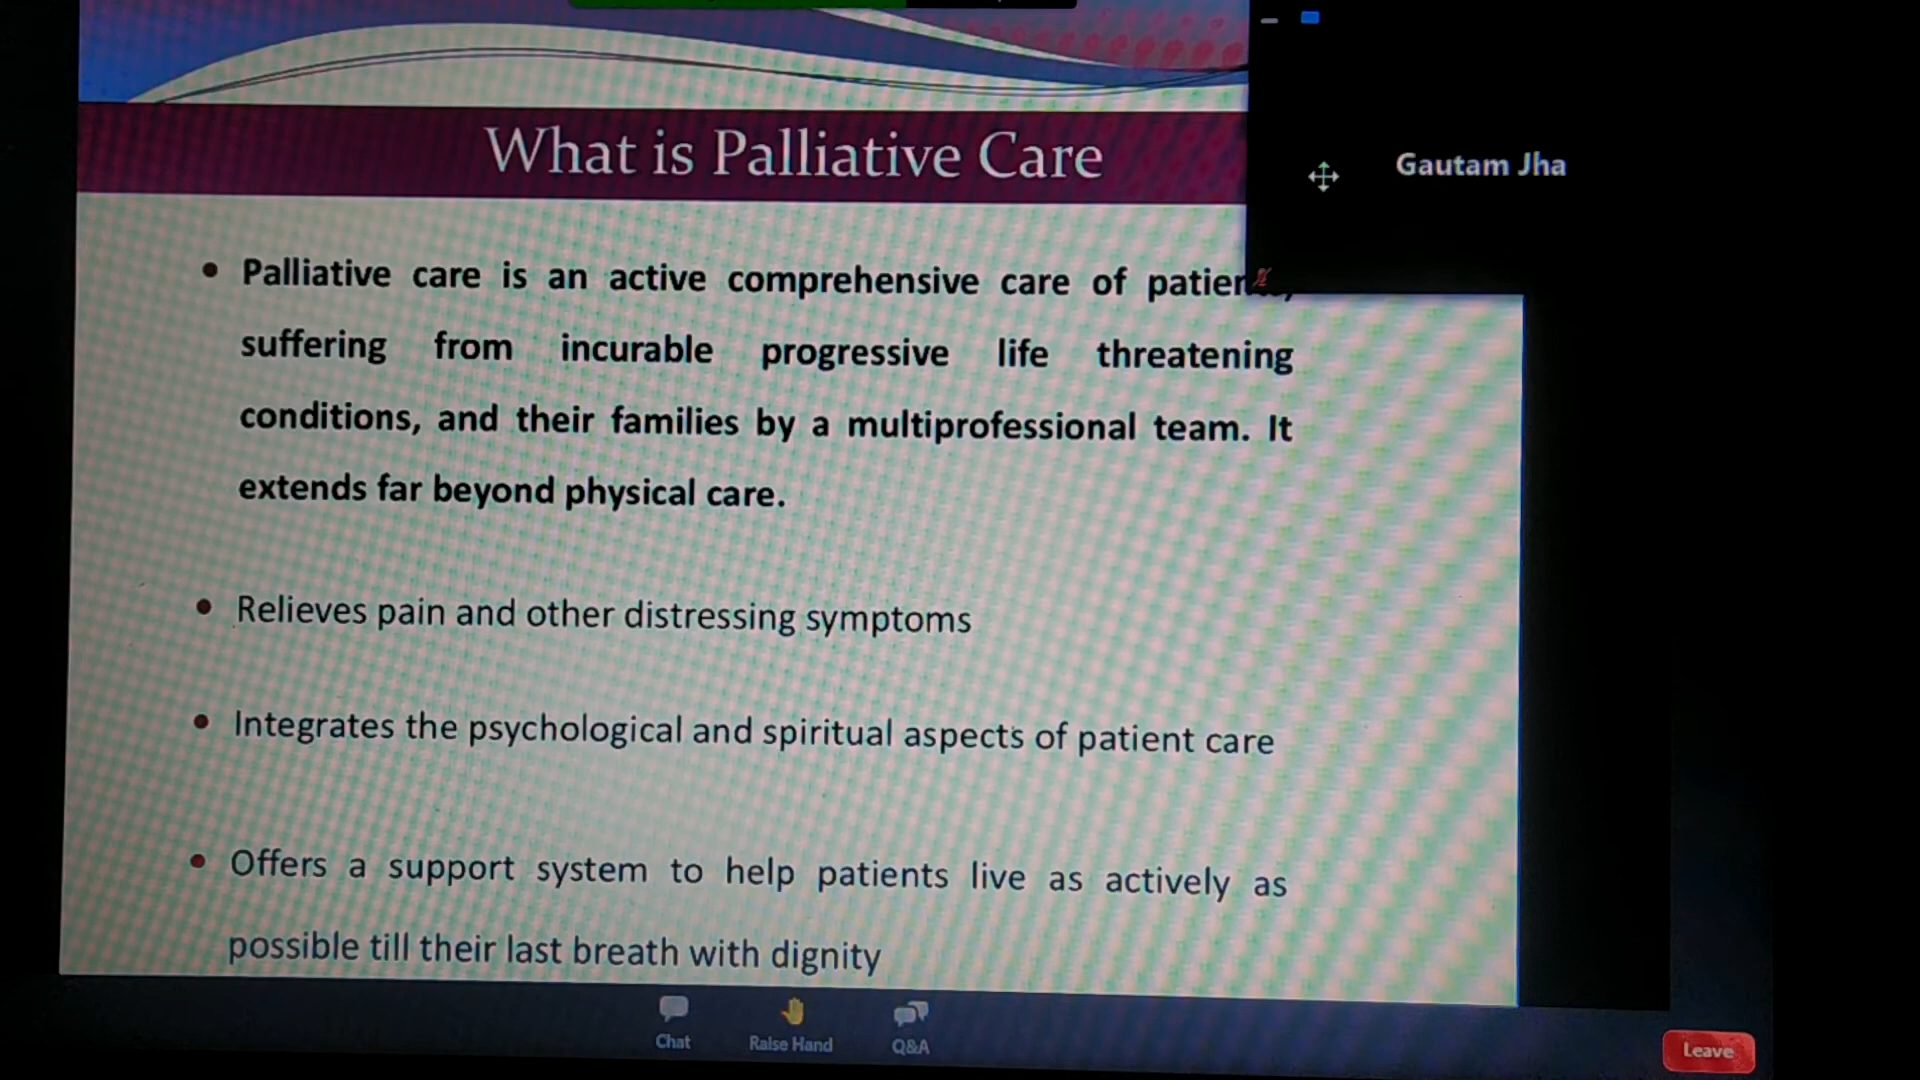 What is Palliative Care
Gautam Jha
• Palliative care is an active comprehensive care of
suffering from incurable progressive life threatening
conditions, and their families by a multiprofessional team. It
extends far beyond physical care.
• Relieves pain and other distressing symptoms
• Integrates the psychological and spiritual aspects of patient care
• Offers a support system to help patients live as actively as
possible till their last breath with dignity
Chat
Raise Hand
Q&A
Leave